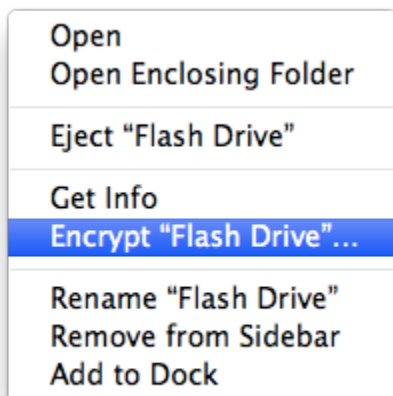 Open
Open Enclosing Folder
Eject “Flash Drive”
Get Info
Encrypt “Flash Drive”...
Rename “Flash Drive”
Remove from Sidebar
Add to Dock